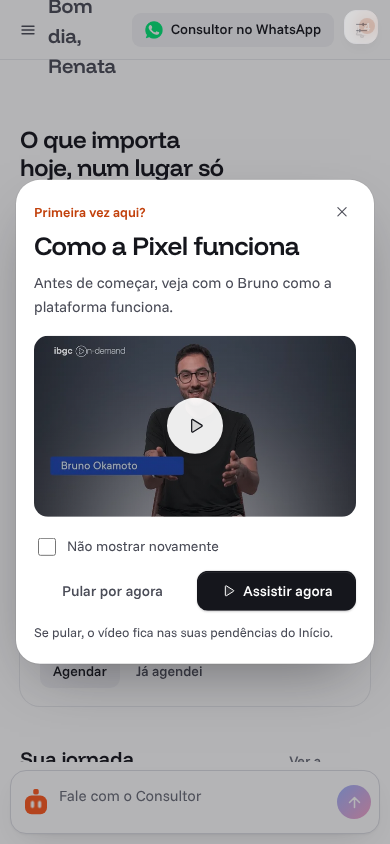 Bom
dia,
Renata
Consultor no WhatsApp
O que importa
hoje, num lugar só
Primeira vez aqui?
Como a Pixel funciona
Antes de começar, veja com o Bruno como a
plataforma funciona.
ibgc On-demand
Bruno Okamoto
Não mostrar novamente
Pular por agora
Assistir agora
Se pular, o vídeo fica nas suas pendências do Início.
Agendar
Já agendei
Sua jornada
Ver a
Fale com o Consultor